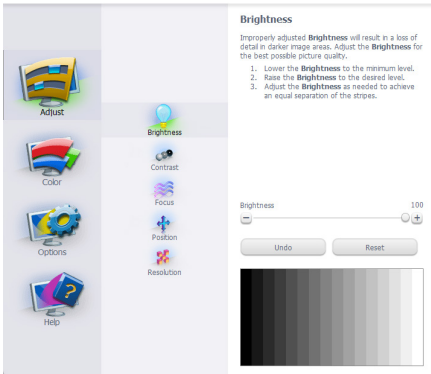 Adjust
Color
Options
Help
Brightness
Contrast
Focus
Position
Resolution
Brightness
Improperly adjusted Brightness will result in a loss of
detail in darker image areas. Adjust the Brightness for
the best possible picture quality.
1. Lower the Brightness to the minimum level.
2. Raise the Brightness to the desired level.
3. Adjust the Brightness as needed to achieve
an equal separation of the stripes.
Brightness 100
Undo Reset